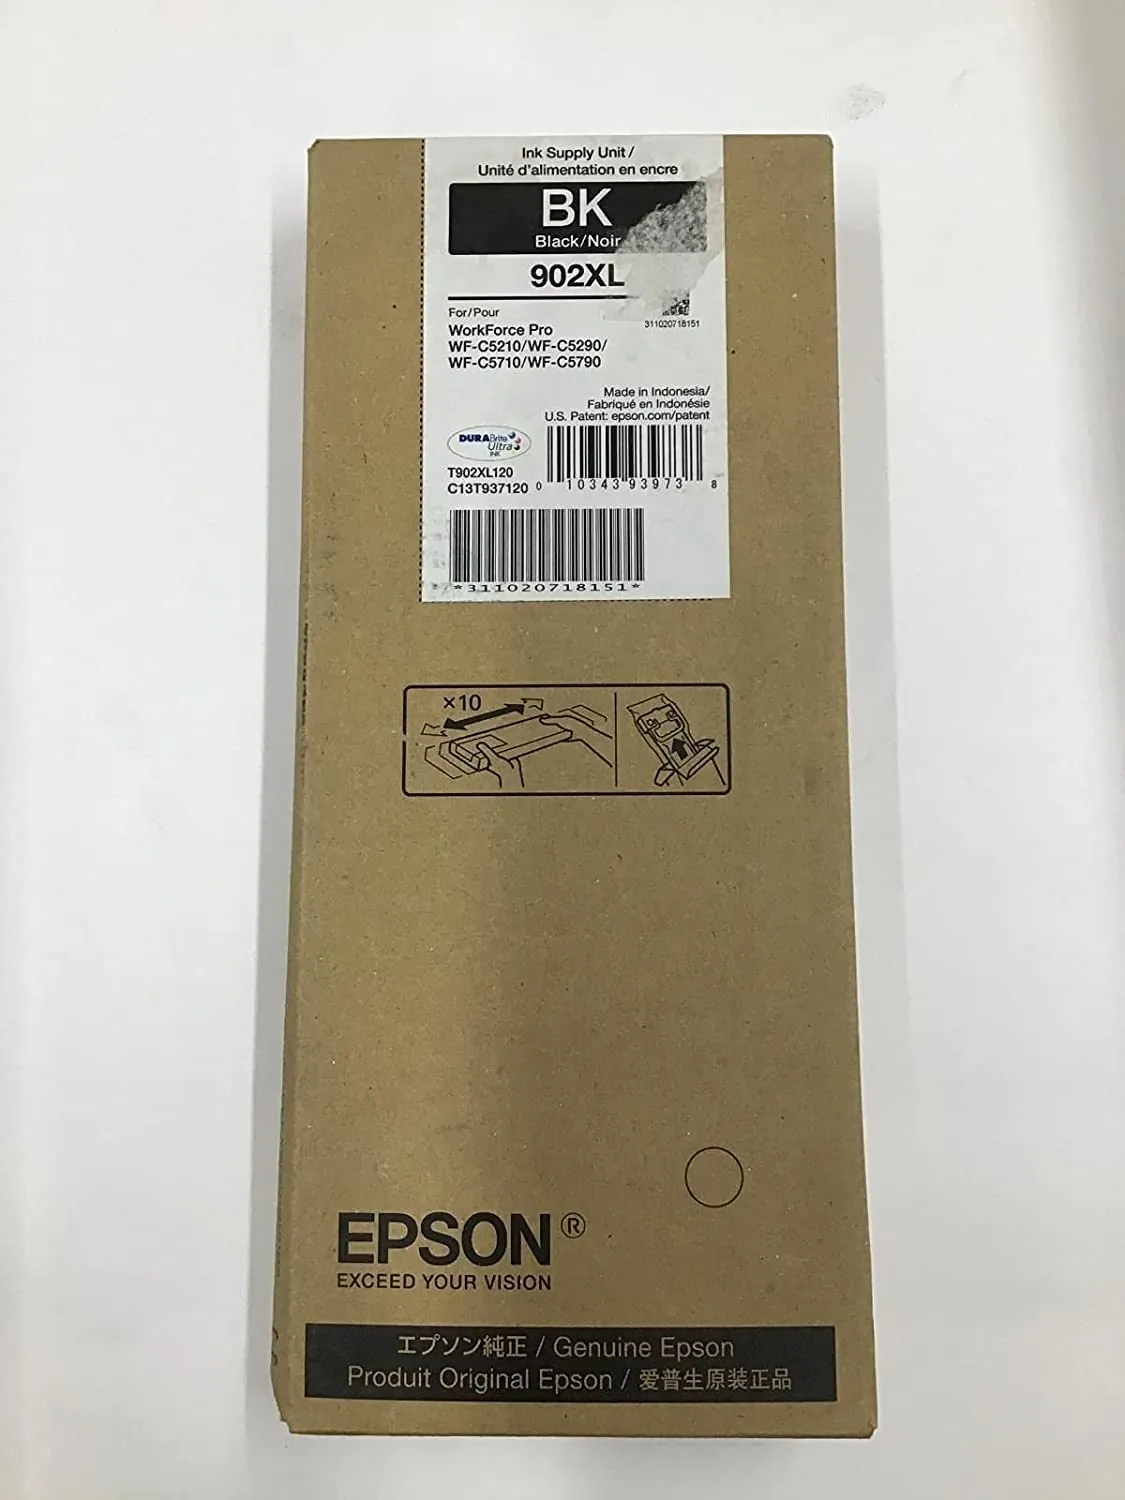 Ink Supply Unit /
Unité d'alimentation en encre
BK
Black/Noir
902XL
311020718151
For/Pour
WorkForce Pro
WF-C5210/WF-C5290/
WF-C5710/WF-C5790
Made in Indonesia/
Fabriqué en Indonésie
U.S. Patent: epson.com/patent
DURABrite
Ultra
INK
T902XL120
C13T937120
0 10343 93973 8
*311020718151*
×10
EPSON®
EXCEED YOUR VISION
エプソン純正 / Genuine Epson
Produit Original Epson / 爱普生原装正品